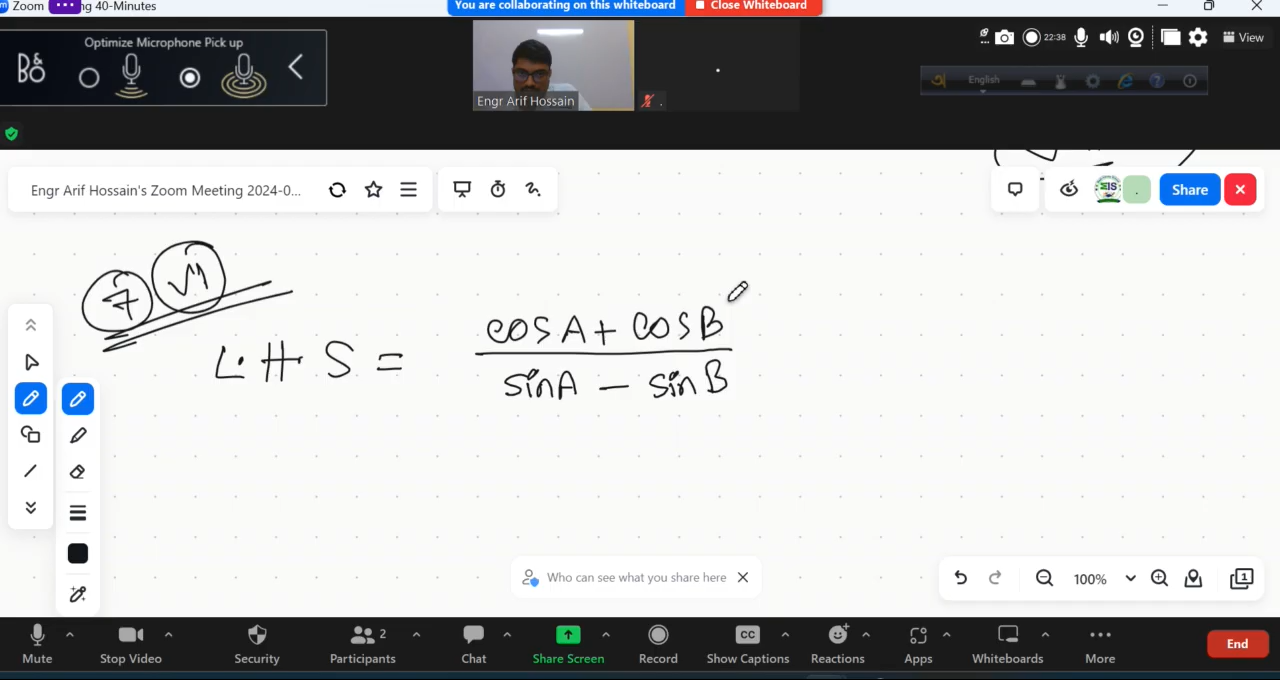 Zoom
ng 40-Minutes
You are collaborating on this whiteboard
Close Whiteboard
Optimize Microphone Pick up
B&O
Engr Arif Hossain
.
22:38
View
English
Engr Arif Hossain's Zoom Meeting 2024-0...
SIS
.
Share
7
L.H S =
cosA + cosB
sinA - sinB
Who can see what you share here
100%
1
Mute
Stop Video
Security
2
Participants
Chat
Share Screen
Record
CC
Show Captions
Reactions
Apps
Whiteboards
More
End